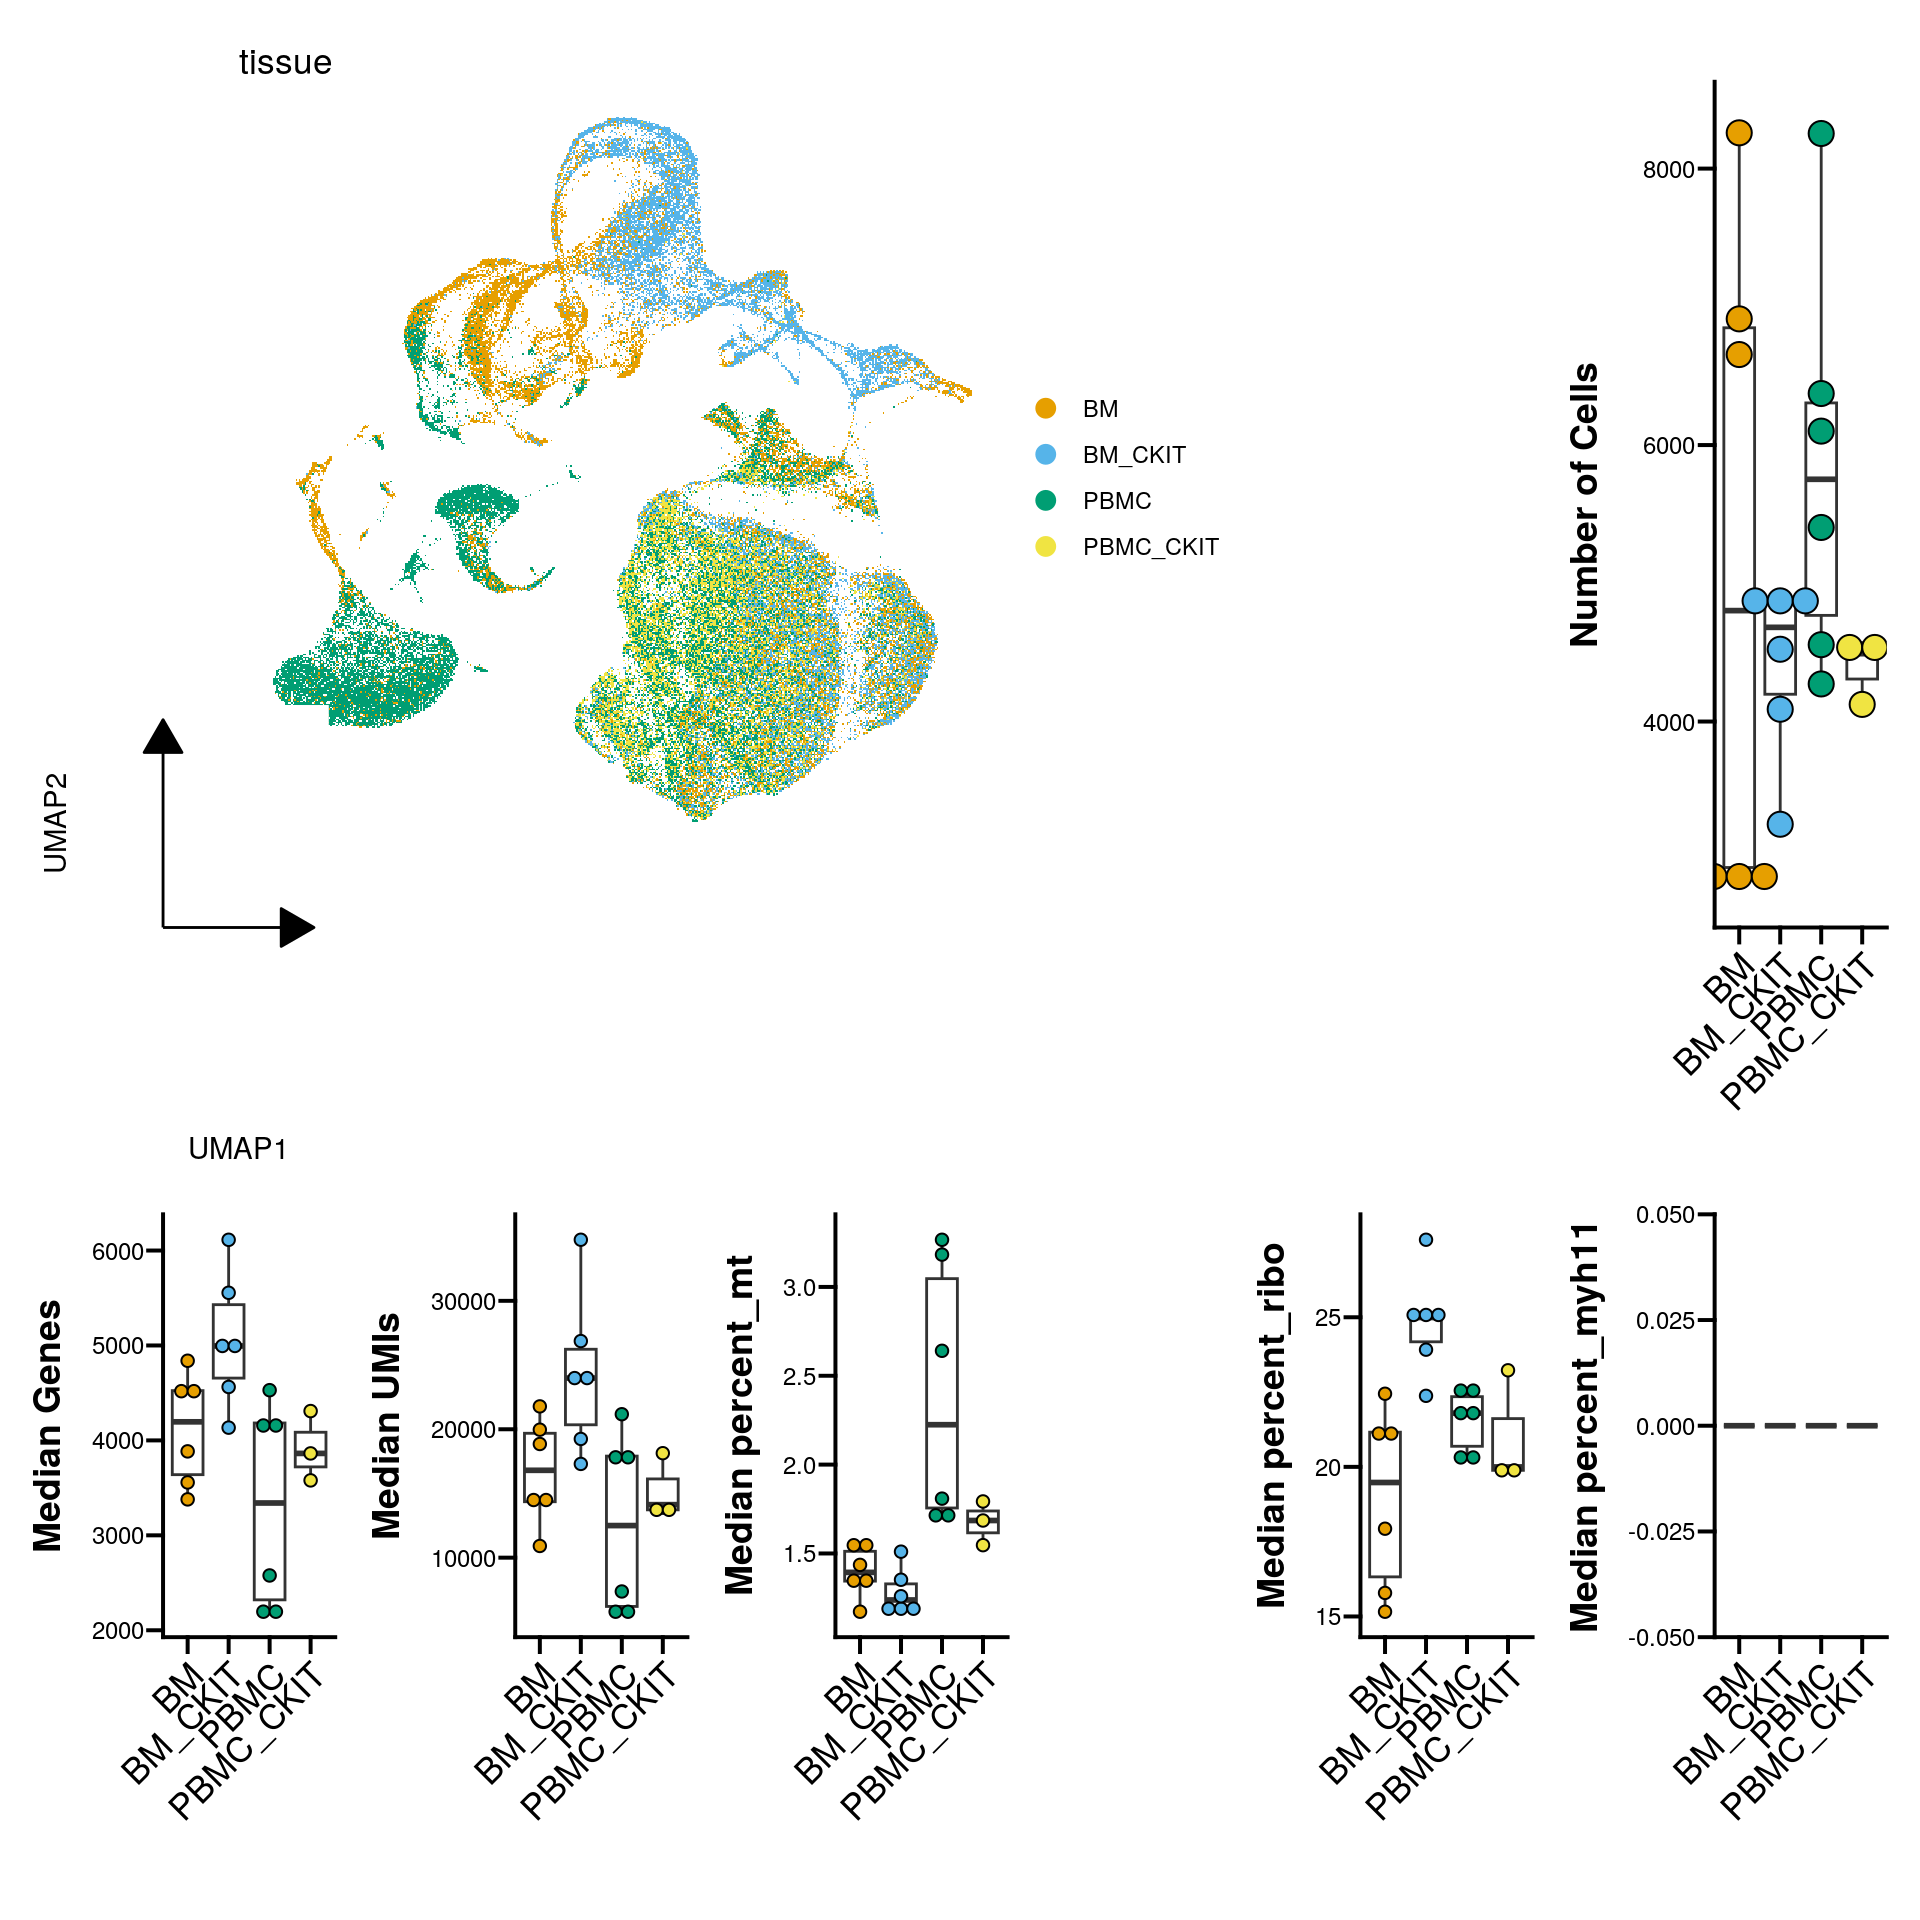 tissue
BM
BM_CKIT
PBMC
PBMC_CKIT
UMAP2
UMAP1
Number of Cells
8000
6000
4000
BM
BM_CKIT
PBMC
PBMC_CKIT
Median Genes
6000
5000
4000
3000
2000
BM
BM_CKIT
PBMC
PBMC_CKIT
Median UMIs
30000
20000
10000
BM
BM_CKIT
PBMC
PBMC_CKIT
Median percent_mt
3.0
2.5
2.0
1.5
BM
BM_CKIT
PBMC
PBMC_CKIT
Median percent_ribo
25
20
15
BM
BM_CKIT
PBMC
PBMC_CKIT
Median percent_myh11
0.050
0.025
0.000
-0.025
-0.050
BM
BM_CKIT
PBMC
PBMC_CKIT